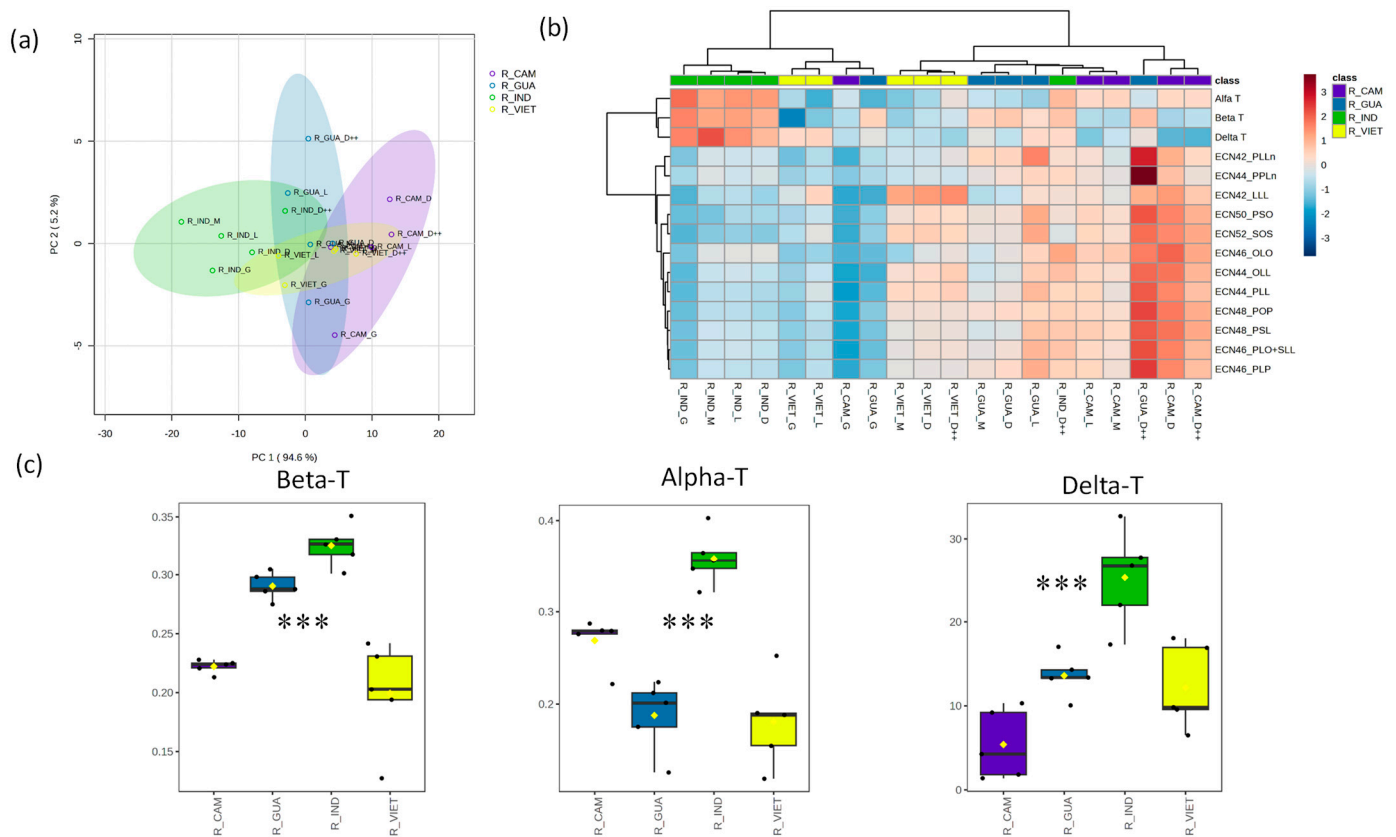 (a)
10
5
0
-5
-30
-20
-10
0
10
20
PC 2 ( 5.2 %)
PC 1 ( 94.6 %)
R_CAM
R_GUA
R_IND
R_VIET
R_GUA_D++
R_GUA_L
R_IND_D++
R_CAM_D
R_IND_M
R_IND_L
R_CAM_D++
R_GUA_D
R_CAM_L
R_IND_D
R_VIET_L
R_VIET_D++
R_IND_G
R_VIET_G
R_GUA_G
R_CAM_G
(b)
class
Alfa T
Beta T
Delta T
ECN42_PLLn
ECN44_PPLn
ECN42_LLL
ECN50_PSO
ECN52_SOS
ECN46_OLO
ECN44_OLL
ECN44_PLL
ECN48_POP
ECN48_PSL
ECN46_PLO+SLL
ECN46_PLP
R_IND_G
R_IND_M
R_IND_L
R_IND_D
R_VIET_G
R_VIET_L
R_CAM_G
R_GUA_G
R_VIET_M
R_VIET_D
R_VIET_D++
R_GUA_M
R_GUA_D
R_GUA_L
R_IND_D++
R_CAM_L
R_CAM_M
R_GUA_D++
R_CAM_D
R_CAM_D++
3
2
1
0
-1
-2
-3
class
R_CAM
R_GUA
R_IND
R_VIET
(c)
Beta-T
0.35
0.30
0.25
0.20
0.15
***
R_CAM
R_GUA
R_IND
R_VIET
Alpha-T
0.4
0.3
0.2
***
R_CAM
R_GUA
R_IND
R_VIET
Delta-T
30
20
10
0
***
R_CAM
R_GUA
R_IND
R_VIET